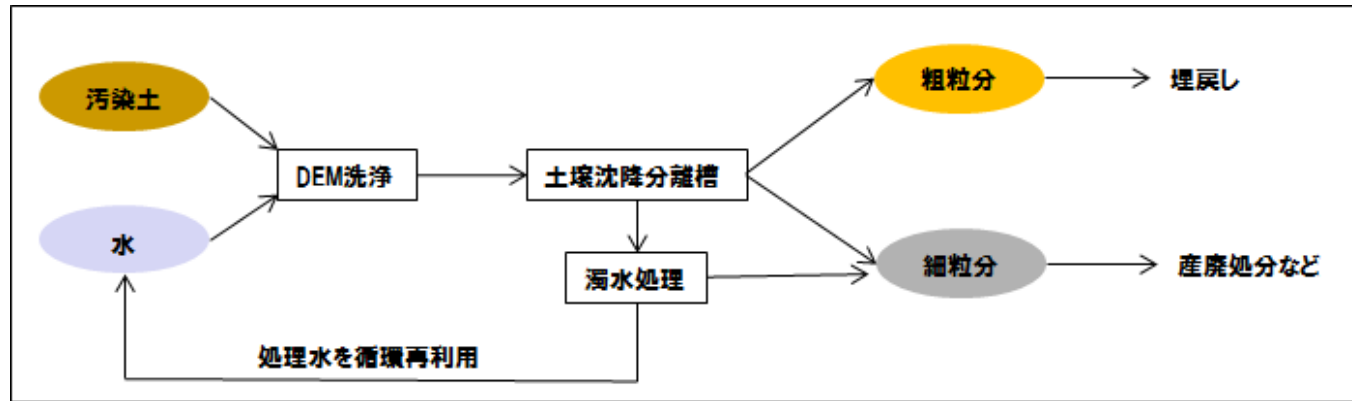 汚染土
水
DEM洗浄
土壌沈降分離槽
濁水処理
処理水を循環再利用
粗粒分
埋戻し
細粒分
産廃処分など